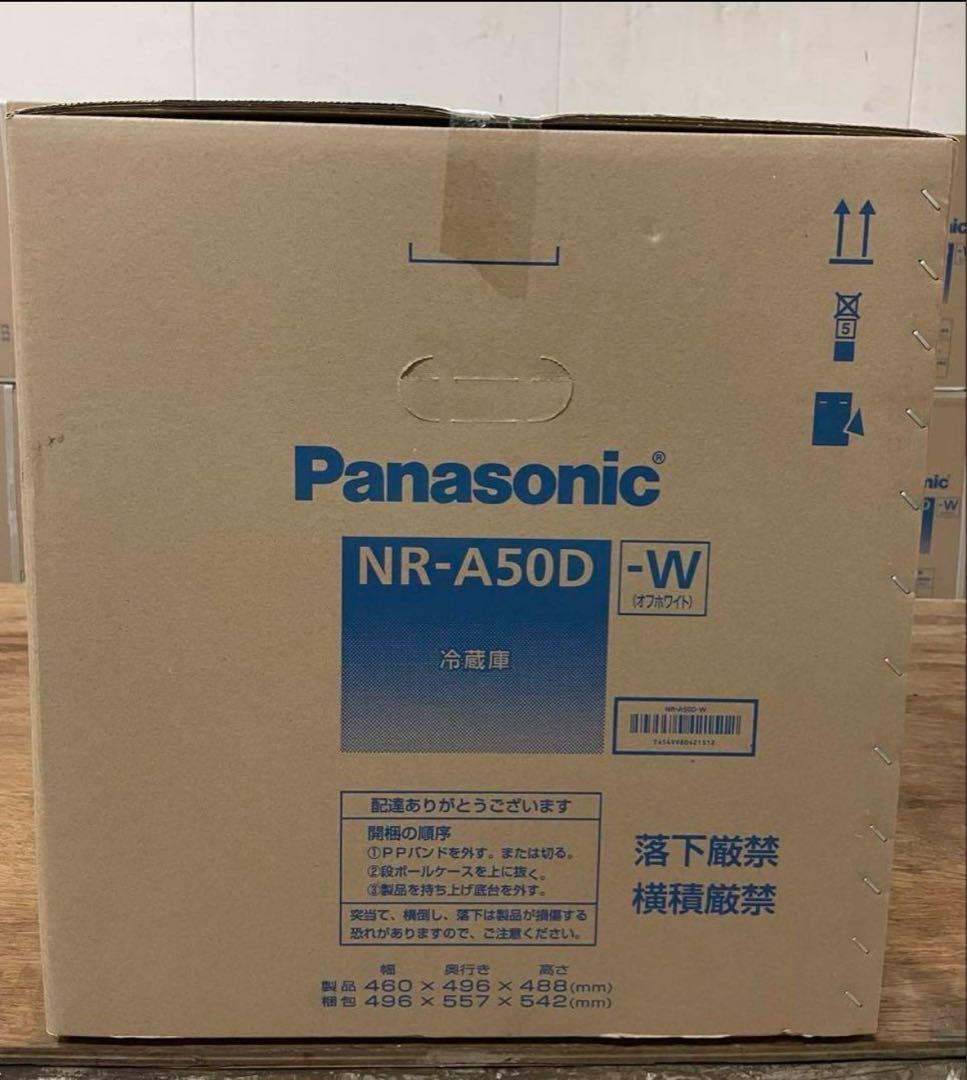 5
Panasonic®
NR-A50D
-W
(オフホワイト)
冷蔵庫
NR-A50D-W
配達ありがとうございます
開梱の順序
①PPバンドを外す。または切る。
②段ボールケースを上に抜く。
③製品を持ち上げ底台を外す。
突当て、横倒し、落下は製品が損傷する
恐れがありますので、ご注意ください。
落下厳禁
横積厳禁
幅 奥行き 高さ
製品 460×496×488(mm)
梱包 496×557×542(mm)
nic
-W